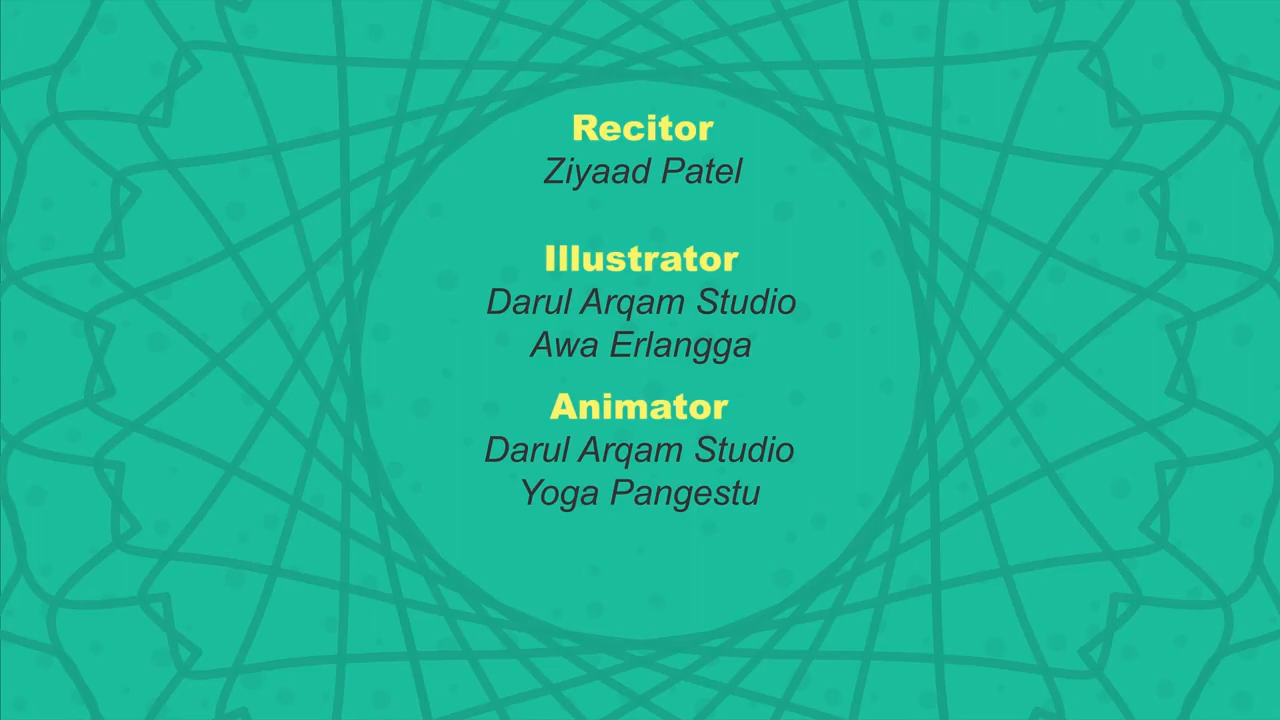 Recitor
Ziyaad Patel
Illustrator
Darul Arqam Studio
Awa Erlangga
Animator
Darul Arqam Studio
Yoga Pangestu